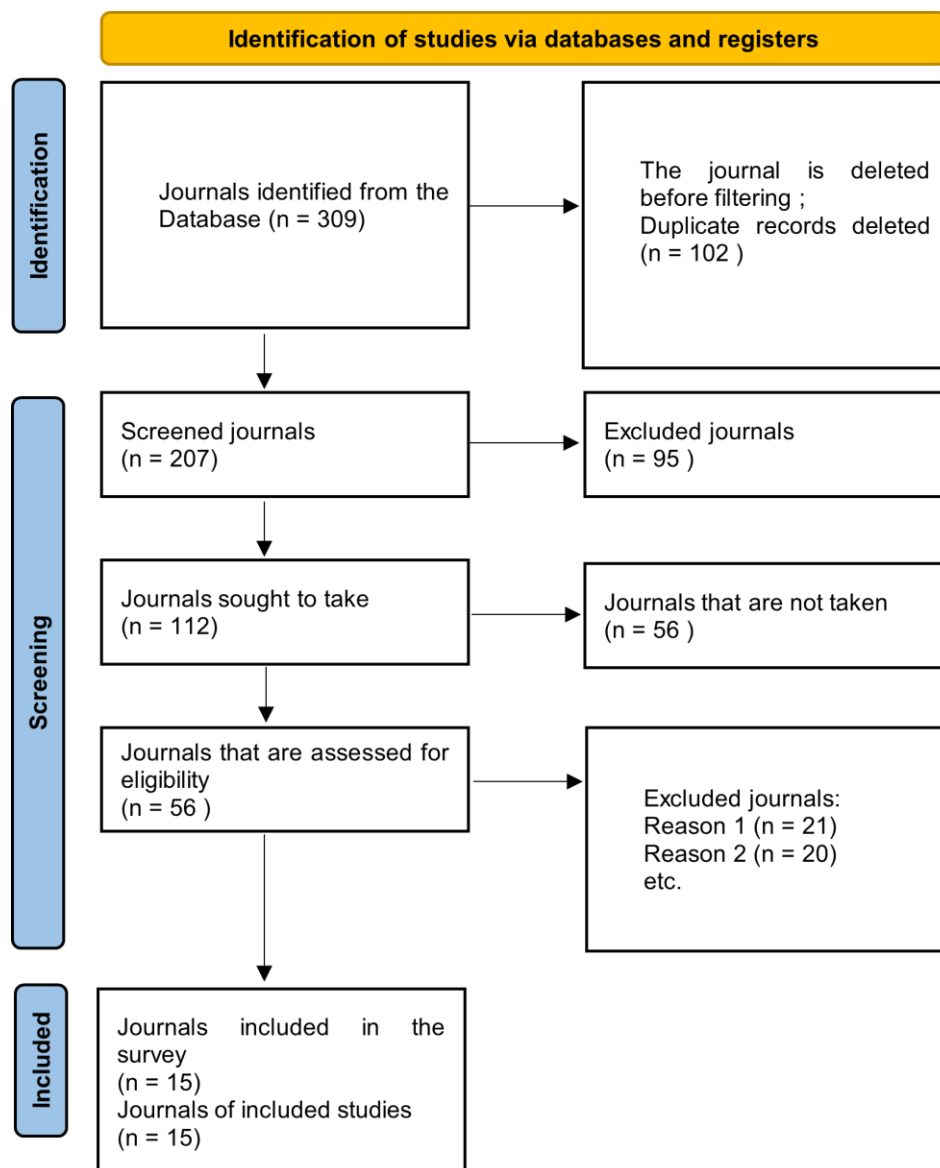 Identification of studies via databases and registers
Identification
Journals identified from the
Database (n = 309)
The journal is deleted
before filtering ;
Duplicate records deleted
(n = 102 )
Screening
Screened journals
(n = 207)
Excluded journals
(n = 95 )
Journals sought to take
(n = 112)
Journals that are not taken
(n = 56 )
Journals that are assessed for
eligibility
(n = 56 )
Excluded journals:
Reason 1 (n = 21)
Reason 2 (n = 20)
etc.
Included
Journals included in the
survey
(n = 15)
Journals of included studies
(n = 15)